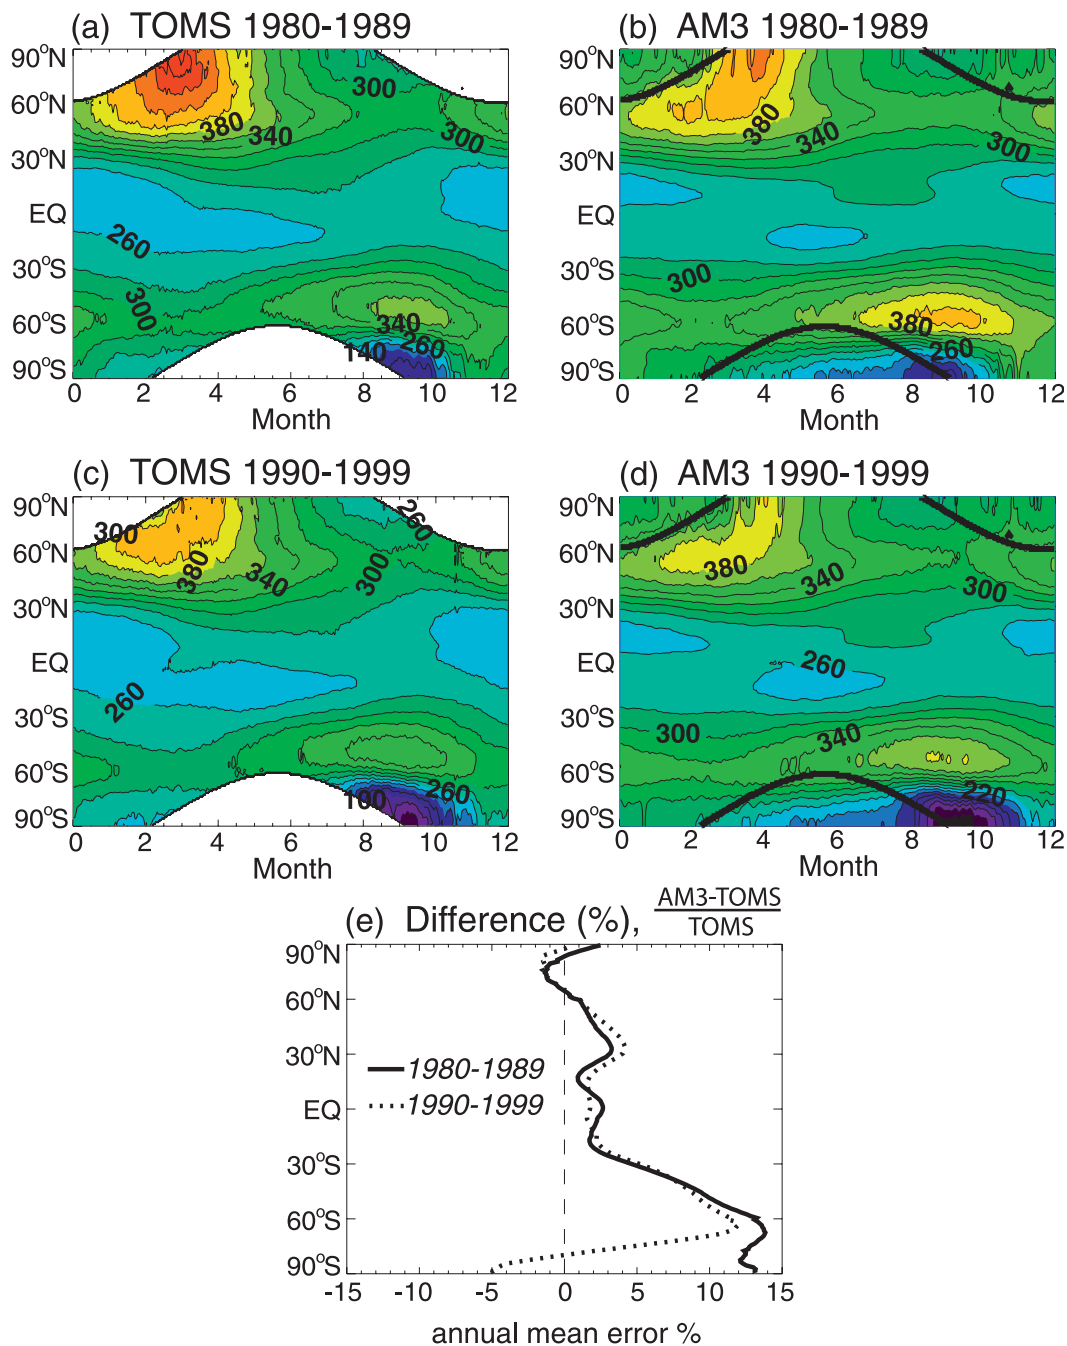 (a) TOMS 1980-1989
(b) AM3 1980-1989
90°N
60°N
30°N
EQ
30°S
60°S
90°S
300
380
340
300
260
300
340
260
140
0 2 4 6 8 10 12
Month
90°N
60°N
30°N
EQ
30°S
60°S
90°S
380
340
300
300
380
260
0 2 4 6 8 10 12
Month
(c) TOMS 1990-1999
(d) AM3 1990-1999
90°N
60°N
30°N
EQ
30°S
60°S
90°S
300
260
380
340
300
260
260
100
0 2 4 6 8 10 12
Month
90°N
60°N
30°N
EQ
30°S
60°S
90°S
380
340
300
260
300
340
220
0 2 4 6 8 10 12
Month
(e) Difference (%), AM3-TOMS
TOMS
90°N
60°N
30°N
EQ
30°S
60°S
90°S
1980-1989
1990-1999
-15 -10 -5 0 5 10 15
annual mean error %